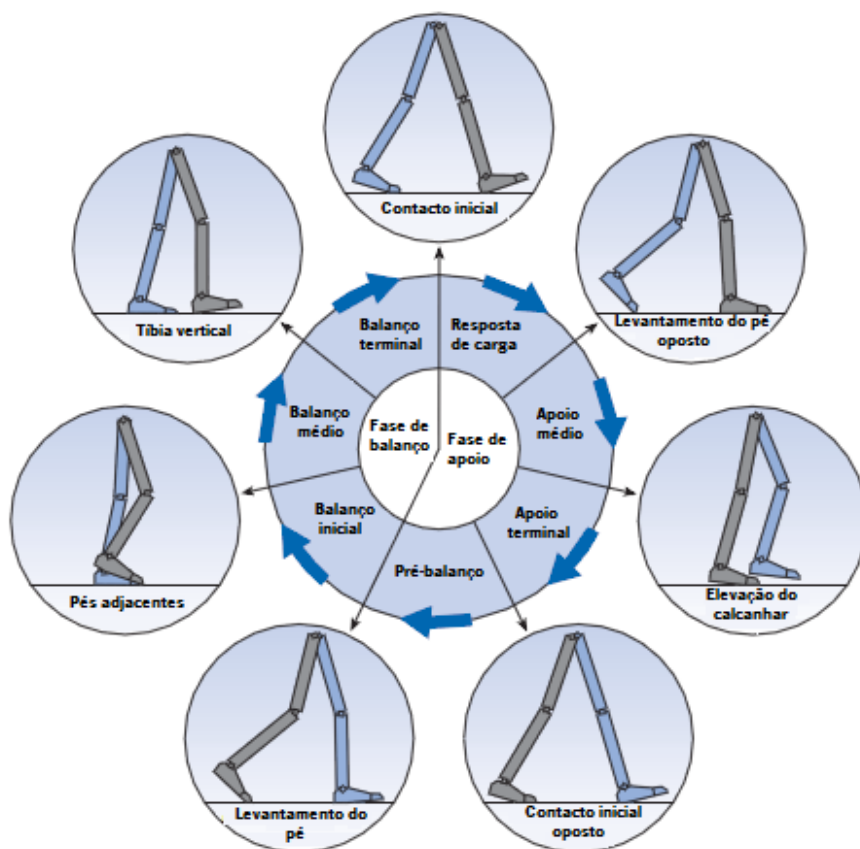 Contacto inicial
Tíbia vertical
Levantamento do pé
oposto
Balanço
terminal
Resposta
de carga
Balanço
médio
Fase de
balanço
Fase de
apoio
Apoio
médio
Balanço
inicial
Apoio
terminal
Pré-balanço
Pés adjacentes
Elevação do
calcanhar
Levantamento do
pé
Contacto inicial
oposto